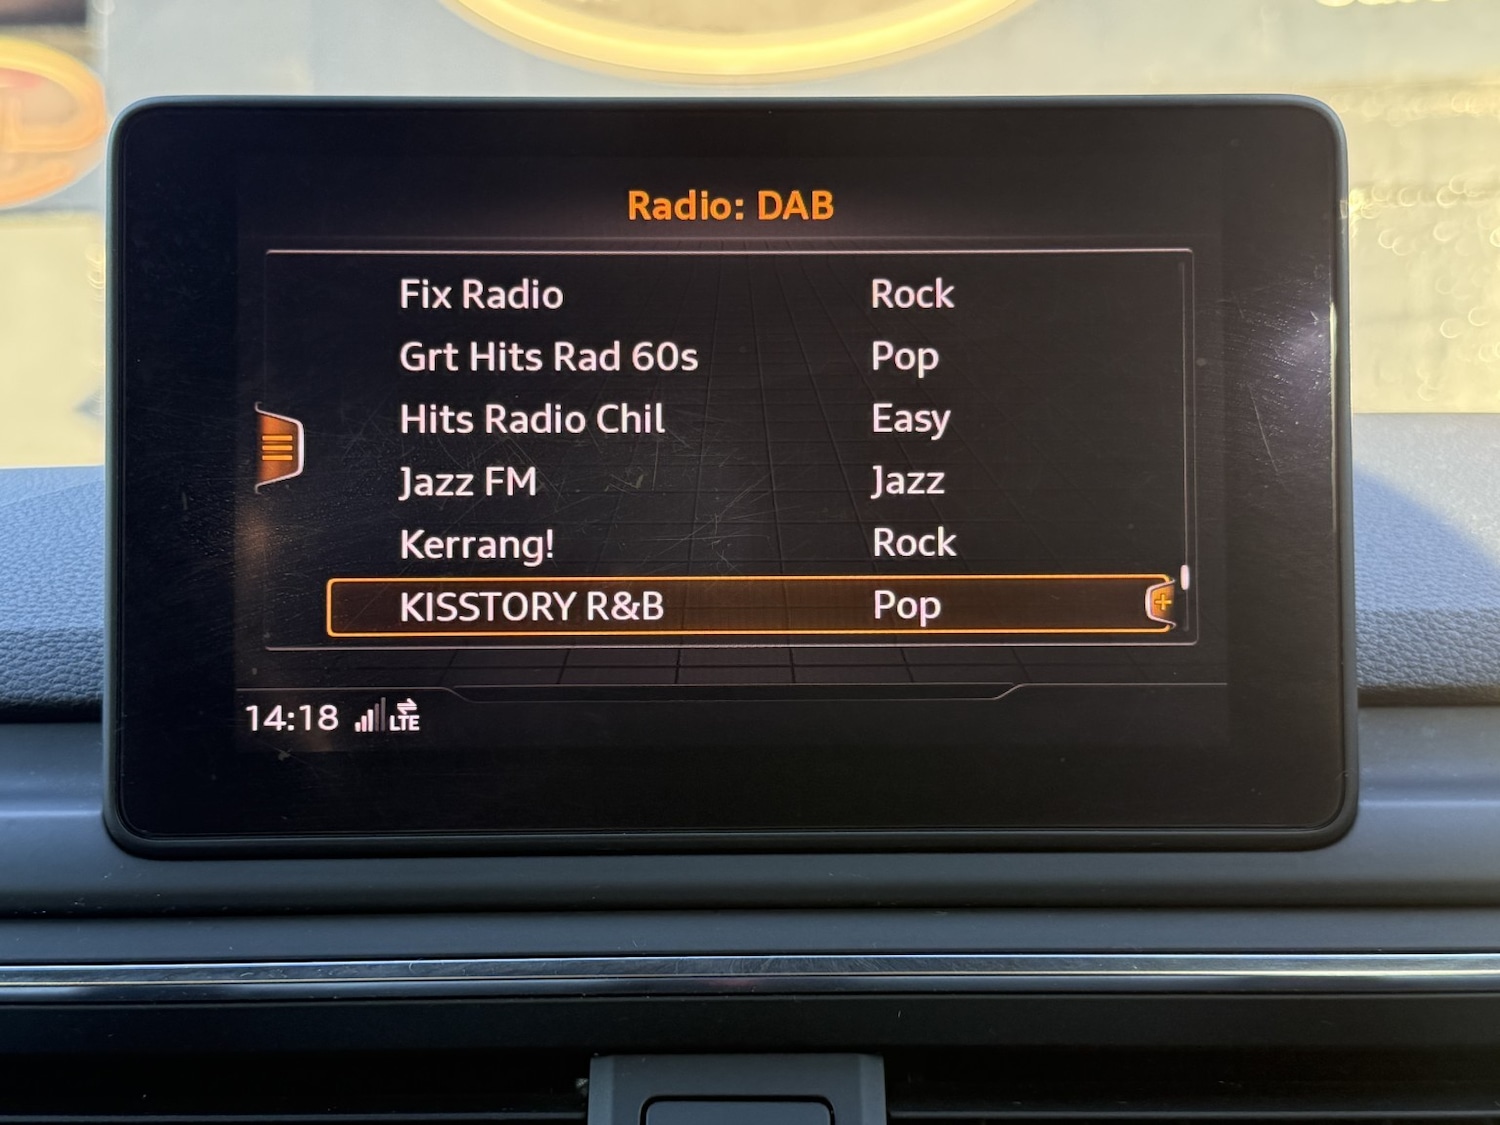 Radio: DAB
Fix Radio Rock
Grt Hits Rad 60s Pop
Hits Radio Chil Easy
Jazz FM Jazz
Kerrang! Rock
KISSTORY R&B Pop
14:18 LTE